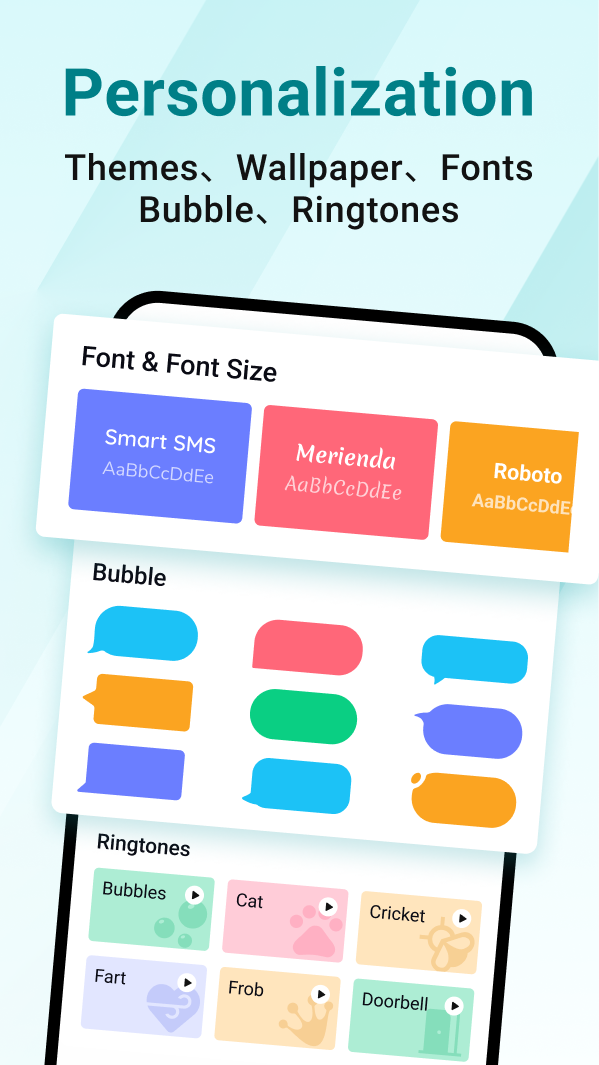 Personalization
Themes、Wallpaper、Fonts
Bubble、Ringtones
Font & Font Size
Smart SMS
AaBbCcDdEe
Merienda
AaBbCcDdEe
Roboto
AaBbCcDdE
Bubble
Ringtones
Bubbles
Cat
Cricket
Fart
Frob
Doorbell